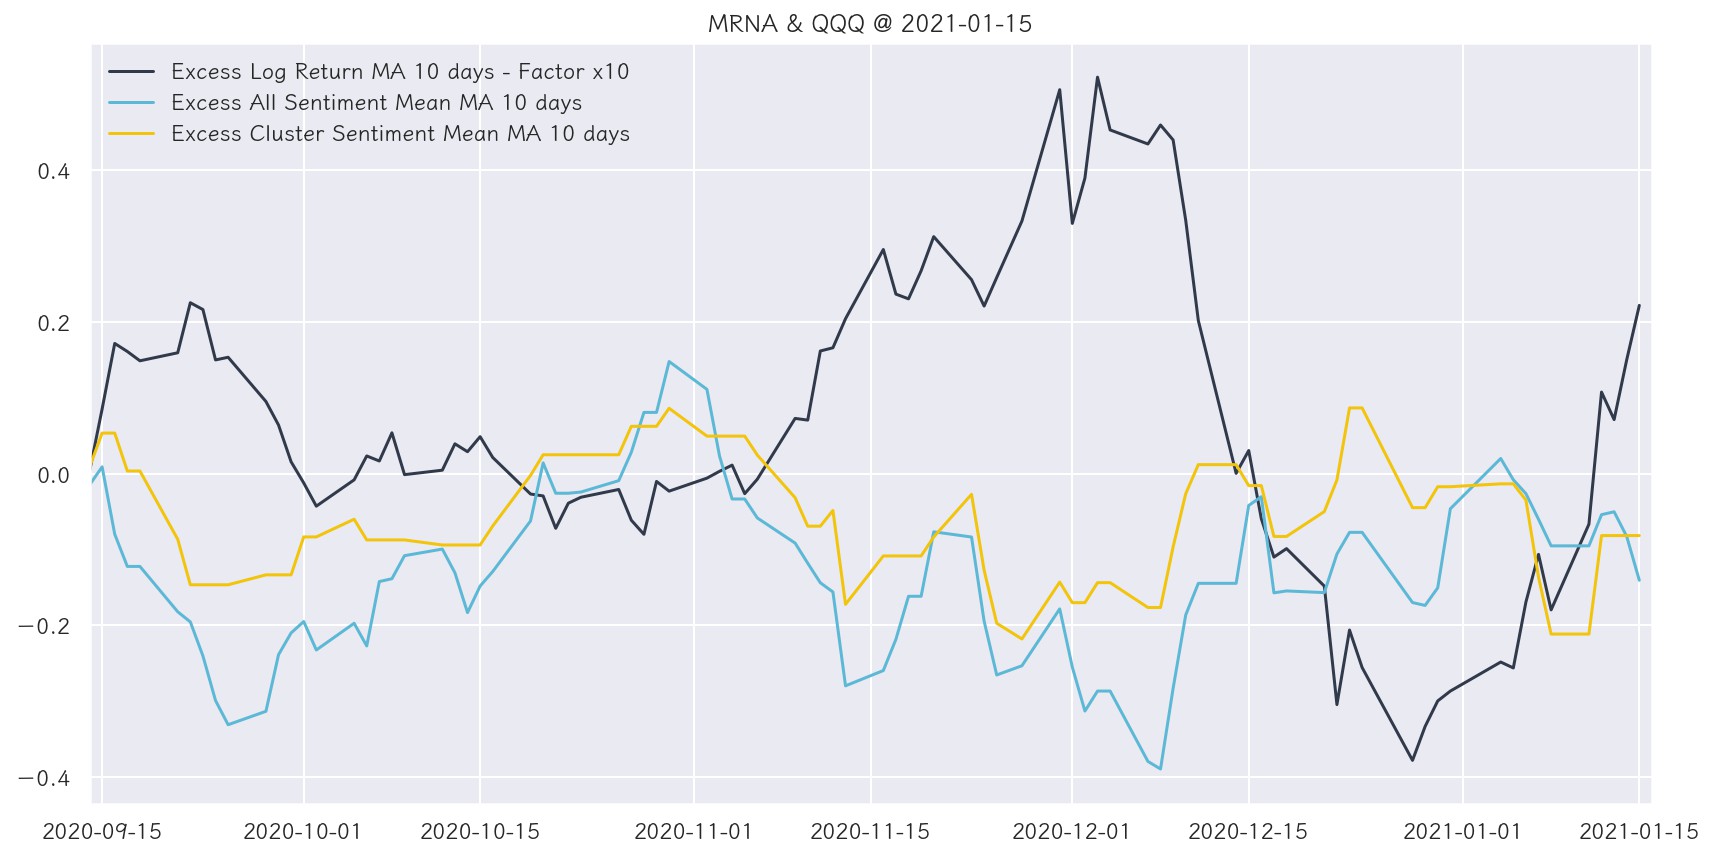 MRNA & QQQ @ 2021-01-15
Excess Log Return MA 10 days - Factor x10
Excess All Sentiment Mean MA 10 days
Excess Cluster Sentiment Mean MA 10 days
0.4
0.2
0.0
−0.2
−0.4
2020-09-15 2020-10-01 2020-10-15 2020-11-01 2020-11-15 2020-12-01 2020-12-15 2021-01-01 2021-01-15